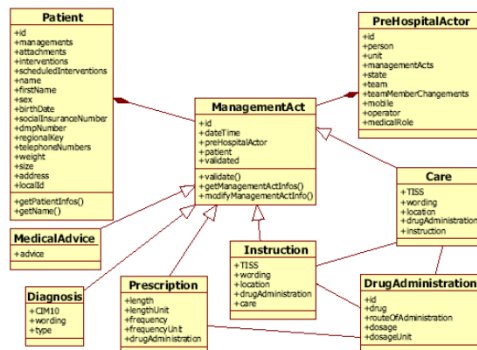 Patient
+id
+managements
+attachments
+interventions
+scheduledInterventions
+name
+firstName
+sex
+birthDate
+socialInsuranceNumber
+dmpNumber
+regionalKey
+telephoneNumbers
+weight
+size
+address
+localId
+getPatientInfos()
+getName()
PreHospitalActor
+id
+person
+unit
+managementActs
+state
+team
+teamMemberChangements
+mobile
+operator
+medicalRole
ManagementAct
+id
+dateTime
+preHospitalActor
+patient
+validated
+validate()
+getManagementActInfos()
+modifyManagementActInfo()
Care
+TISS
+wording
+location
+drugAdministration
+instruction
MedicalAdvice
+advice
Instruction
+TISS
+wording
+location
+drugAdministration
+care
Diagnosis
+CIM10
+wording
+type
Prescription
+length
+lengthUnit
+frequency
+frequencyUnit
+drugAdministration
DrugAdministration
+id
+drug
+routeOfAdministration
+dosage
+dosageUnit